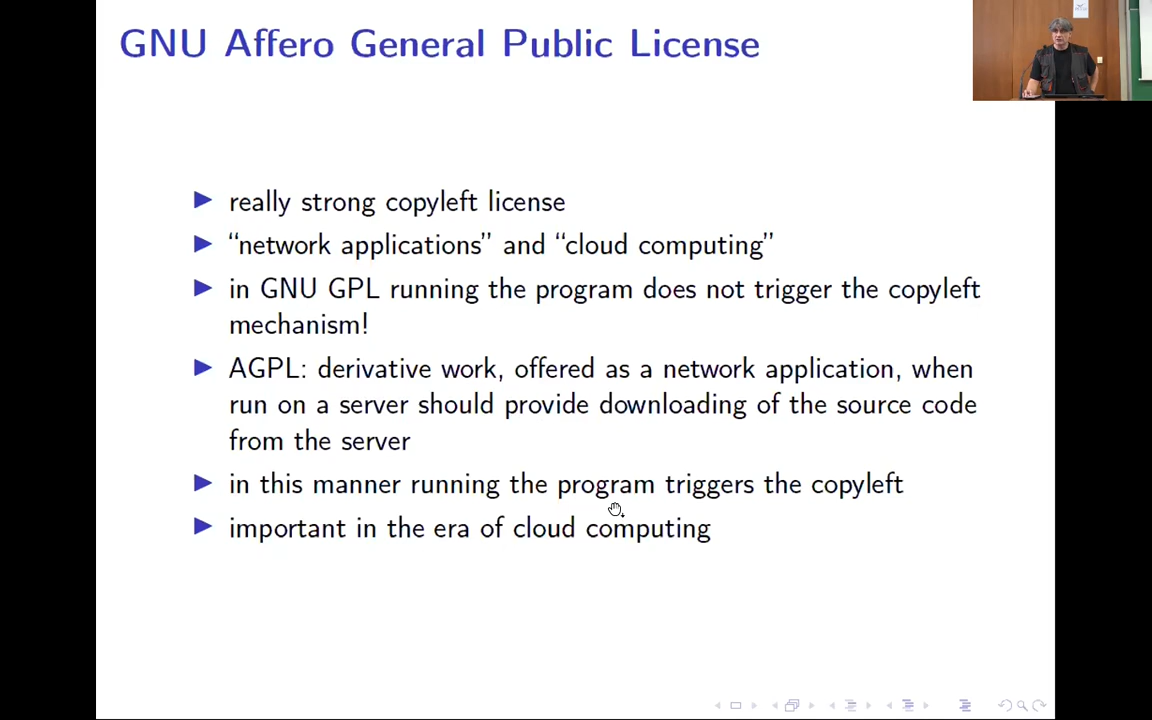 GNU Affero General Public License
really strong copyleft license
“network applications” and “cloud computing”
in GNU GPL running the program does not trigger the copyleft
mechanism!
AGPL: derivative work, offered as a network application, when
run on a server should provide downloading of the source code
from the server
in this manner running the program triggers the copyleft
important in the era of cloud computing